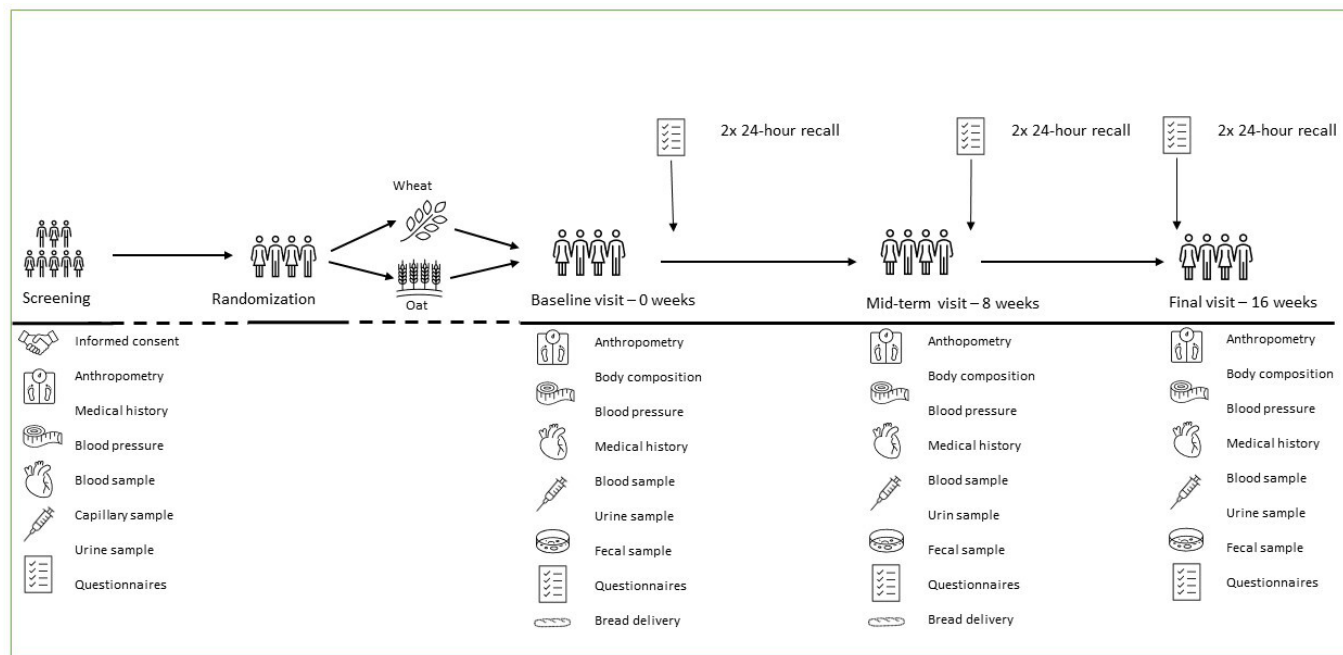 2x 24-hour recall
2x 24-hour recall
2x 24-hour recall
Wheat
Oat
Screening
Randomization
Baseline visit – 0 weeks
Mid-term visit – 8 weeks
Final visit – 16 weeks
Informed consent
Anthropometry
Medical history
Blood pressure
Blood sample
Capillary sample
Urine sample
Questionnaires
Anthropometry
Body composition
Blood pressure
Medical history
Blood sample
Urine sample
Fecal sample
Questionnaires
Bread delivery
Anthopometry
Body composition
Blood pressure
Medical history
Blood sample
Urin sample
Fecal sample
Questionnaires
Bread delivery
Anthropometry
Body composition
Blood pressure
Medical history
Blood sample
Urine sample
Fecal sample
Questionnaires